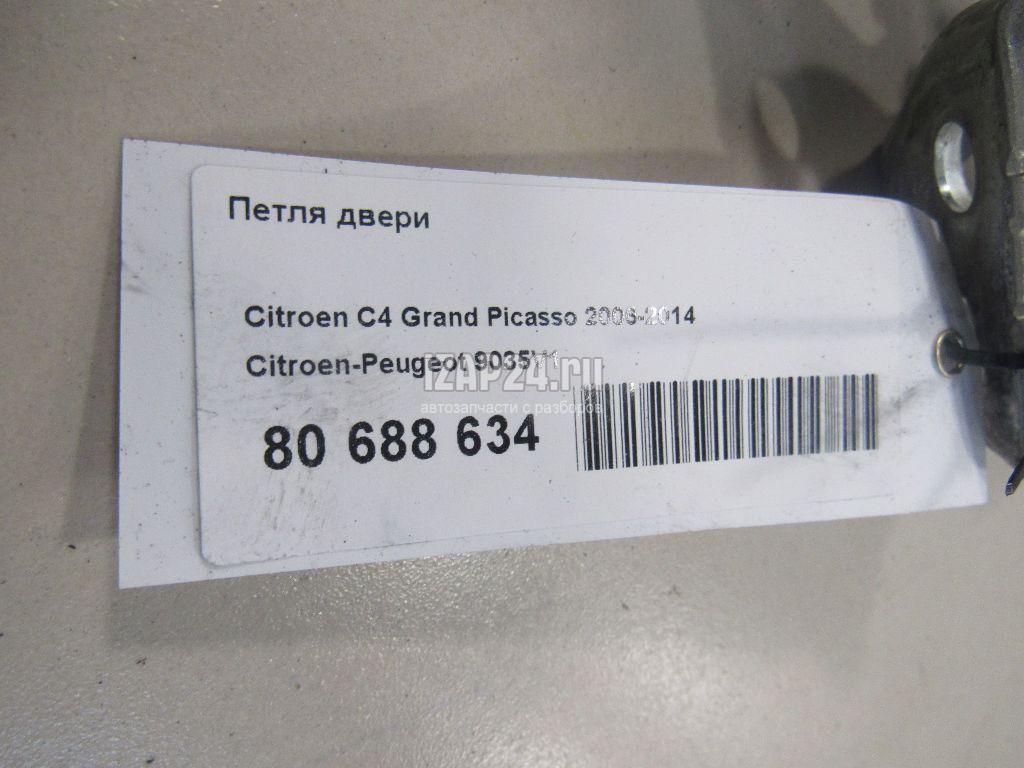 Петля двери
Citroen C4 Grand Picasso 2006-2014
Citroen-Peugeot
IZAP24.ru
автозапчасти с разборов
80 688 634